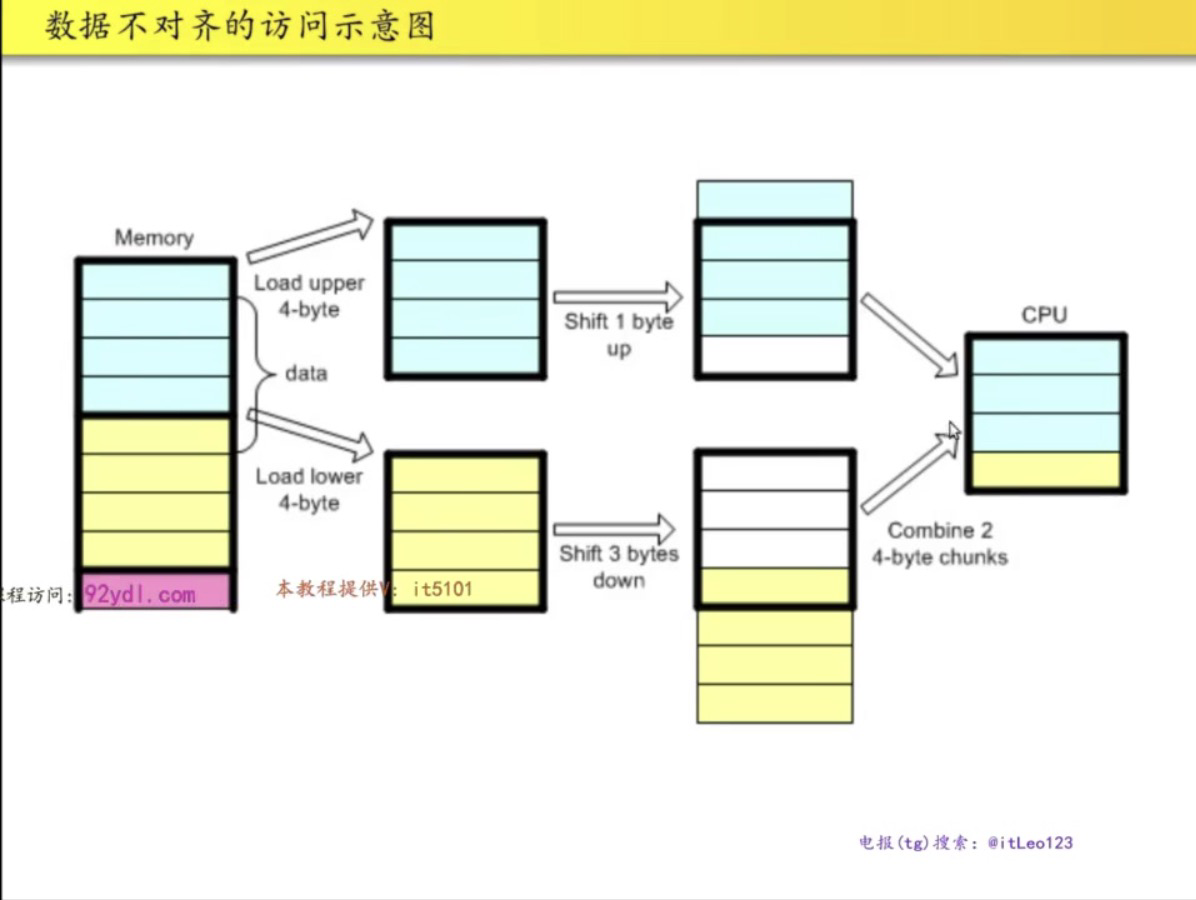 数据不对齐的访问示意图
Memory
Load upper
4-byte
Shift 1 byte
up
CPU
data
Load lower
4-byte
Shift 3 bytes
down
Combine 2
4-byte chunks
程访问: 92ydl.com
本教程提供V: it5101
电报(tg)搜索: @itLeo123